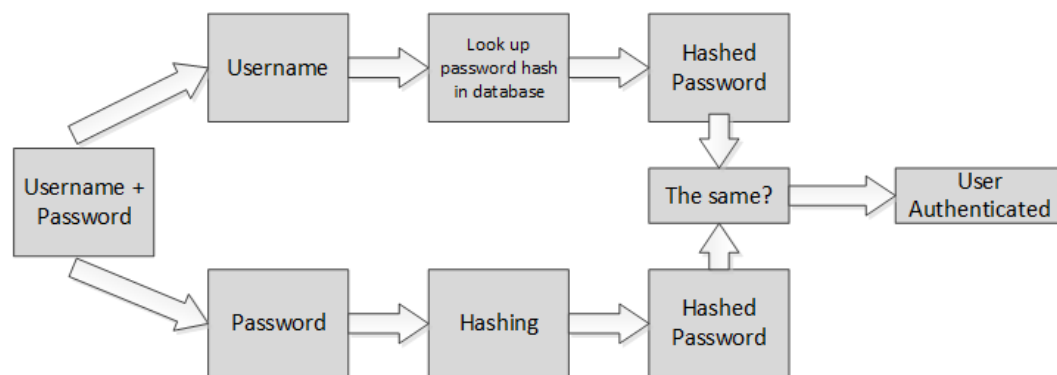 Username
Look up
password hash
in database
Hashed
Password
Username +
Password
The same?
User
Authenticated
Password
Hashing
Hashed
Password